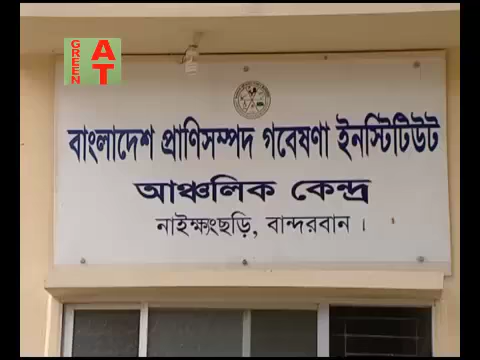 GREEN AT
বাংলাদেশ প্রাণিসম্পদ গবেষণা ইনস্টিটিউট
আঞ্চলিক কেন্দ্র
নাইক্ষ্যংছড়ি, বান্দরবান ।